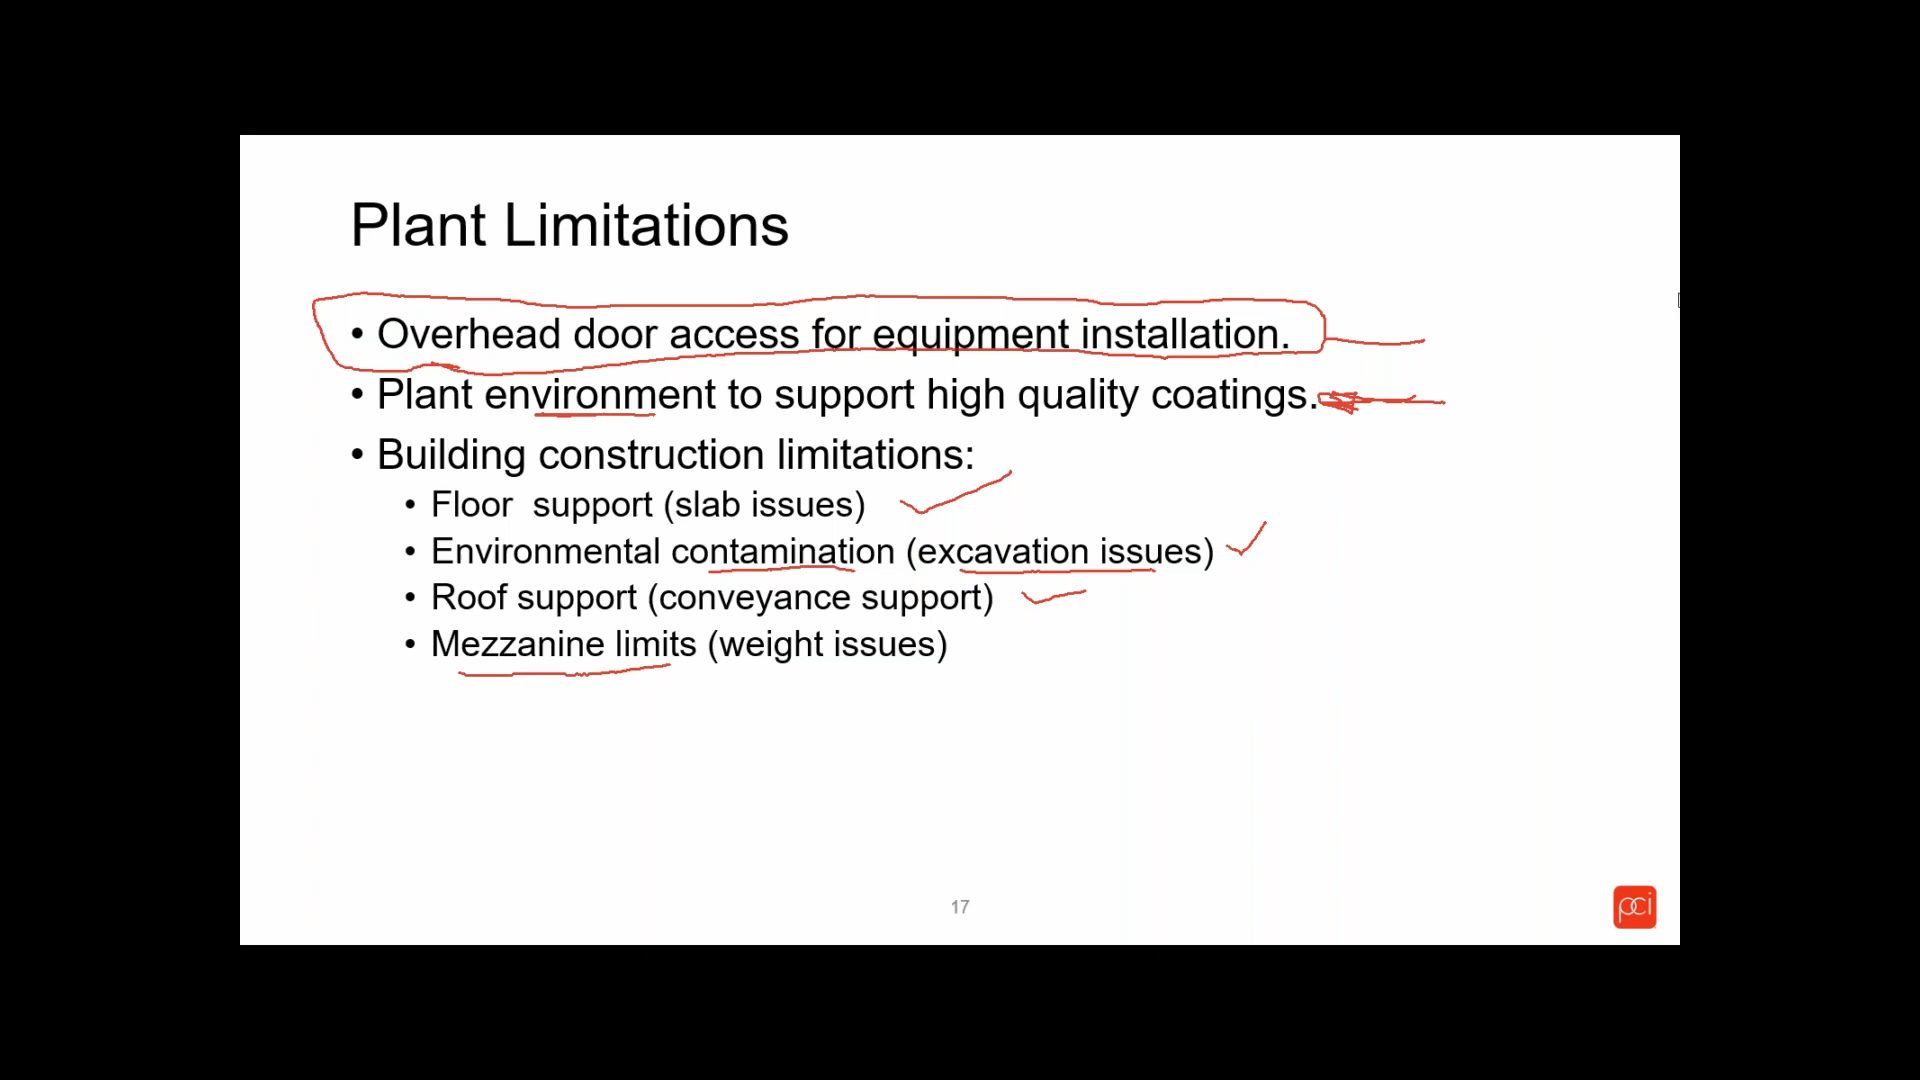 Plant Limitations
• Overhead door access for equipment installation.
• Plant environment to support high quality coatings.
• Building construction limitations:
• Floor  support (slab issues)
• Environmental contamination (excavation issues)
• Roof support (conveyance support)
• Mezzanine limits (weight issues)
17
pci